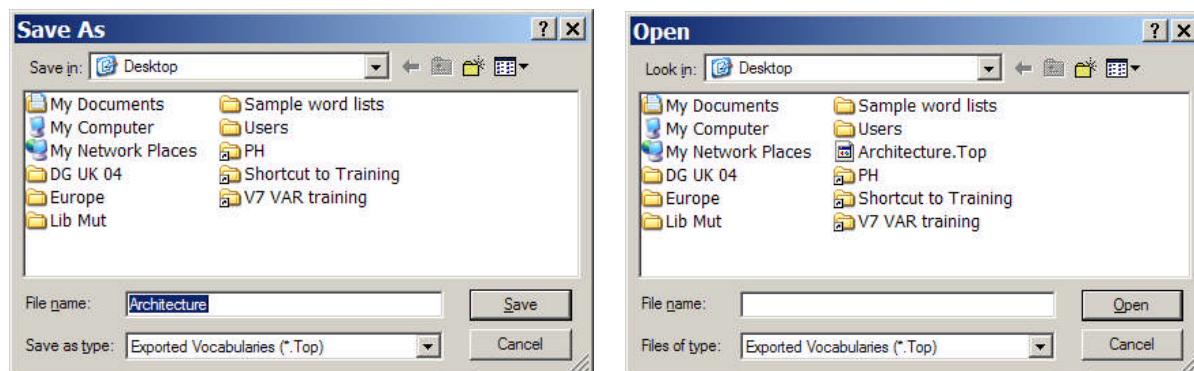 Save As
Save in: Desktop
My Documents
My Computer
My Network Places
DG UK 04
Europe
Lib Mut
Sample word lists
Users
PH
Shortcut to Training
V7 VAR training
File name: Architecture Save
Save as type: Exported Vocabularies (*.Top) Cancel
Open
Look in: Desktop
My Documents
My Computer
My Network Places
DG UK 04
Europe
Lib Mut
Sample word lists
Users
Architecture.Top
PH
Shortcut to Training
V7 VAR training
File name: Open
Files of type: Exported Vocabularies (*.Top) Cancel